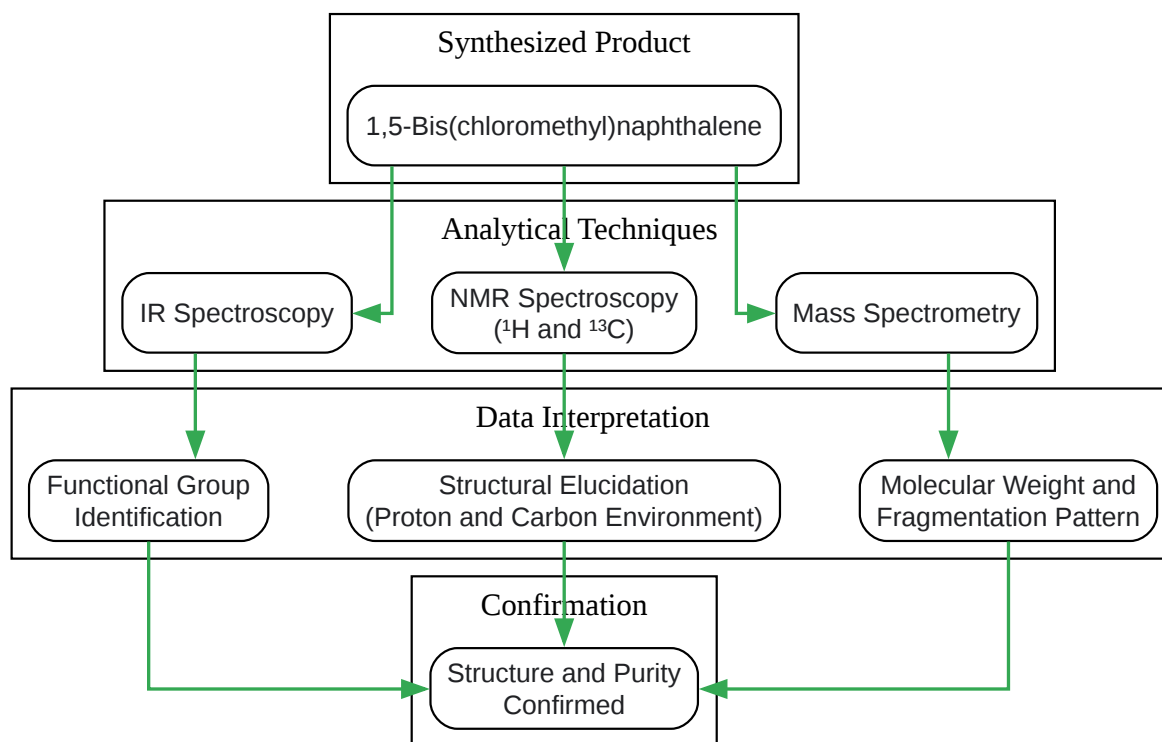 Synthesized Product
1,5-Bis(chloromethyl)naphthalene
Analytical Techniques
IR Spectroscopy
NMR Spectroscopy
(¹H and ¹³C)
Mass Spectrometry
Data Interpretation
Functional Group
Identification
Structural Elucidation
(Proton and Carbon Environment)
Molecular Weight and
Fragmentation Pattern
Confirmation
Structure and Purity
Confirmed